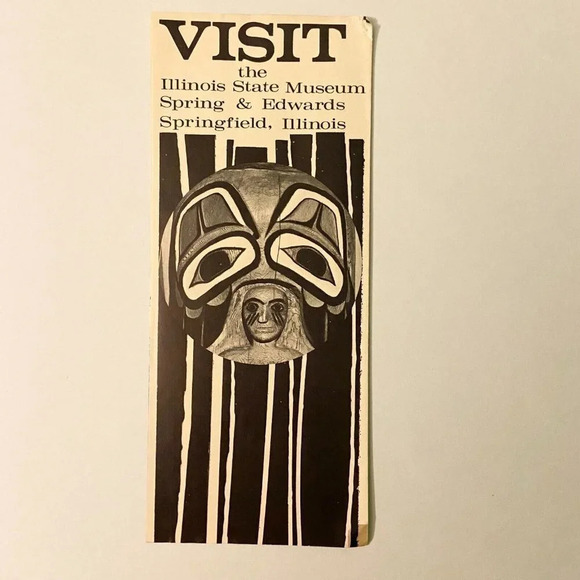 VISIT
the
Illinois State Museum
Spring & Edwards
Springfield, Illinois